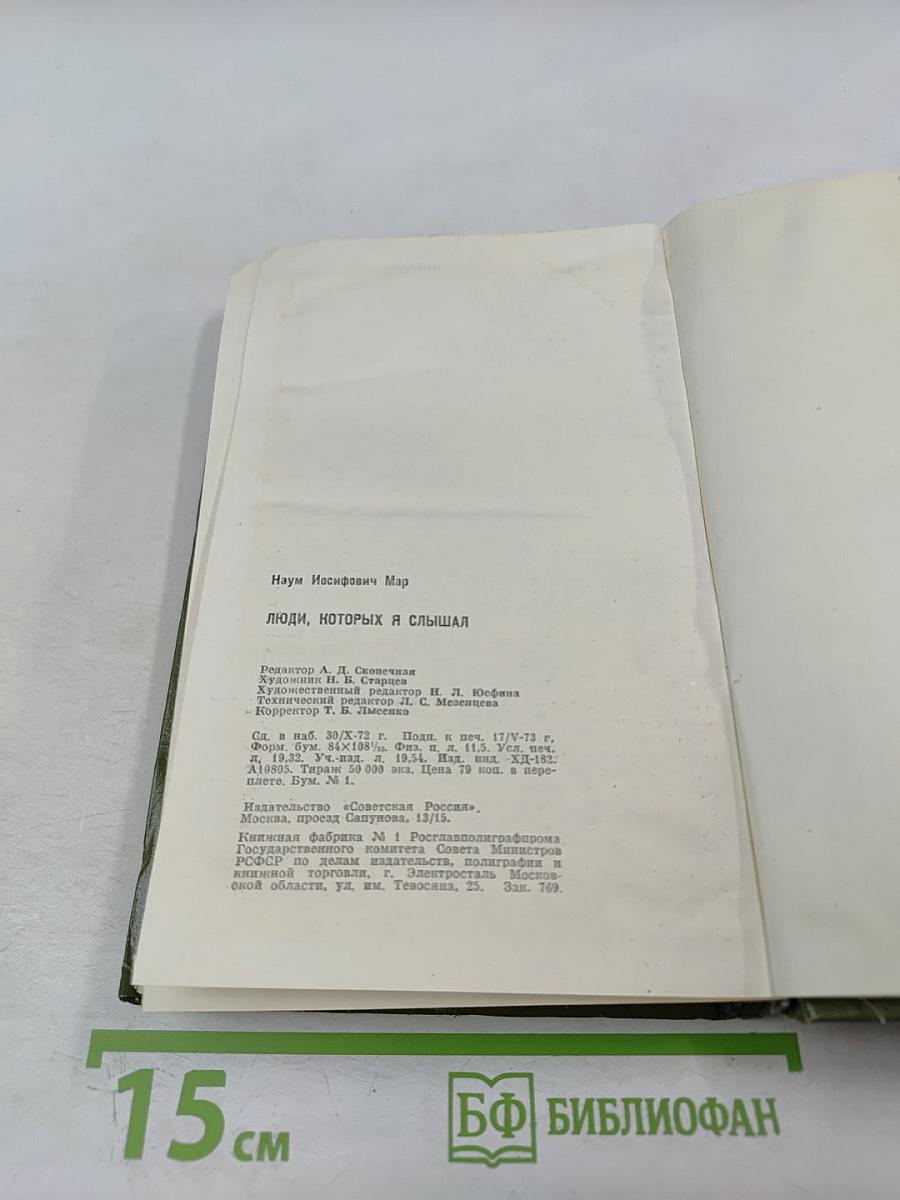 Наум Иосифович Мар
ЛЮДИ, КОТОРЫХ Я СЛЫШАЛ
Редактор А. Д. Скопечная
Художник Н. Б. Старцев
Художественный редактор Н. Л. Юсфина
Технический редактор Л. С. Мезенцева
Корректор Т. Б. Лысенко
Сд. в наб. 30/X-72 г. Подп. к печ. 17/V-73 г.
Форм. бум. 84×108¹/₃₂. Физ. п. л. 11,5. Усл. печ.
л. 19,32. Уч.-изд. л. 19,54. Изд. инд. ХД-182.
А10805. Тираж 50 000 экз. Цена 79 коп. в пере-
плете. Бум. № 1.
Издательство «Советская Россия».
Москва, проезд Сапунова, 13/15.
Книжная фабрика № 1 Росглавполиграфпрома
Государственного комитета Совета Министров
РСФСР по делам издательств, полиграфии и
книжной торговли, г. Электросталь Москов-
ской области, ул. им. Тевосяна, 25. Зак. 769.
15 см
БФ БИБЛИОФАН